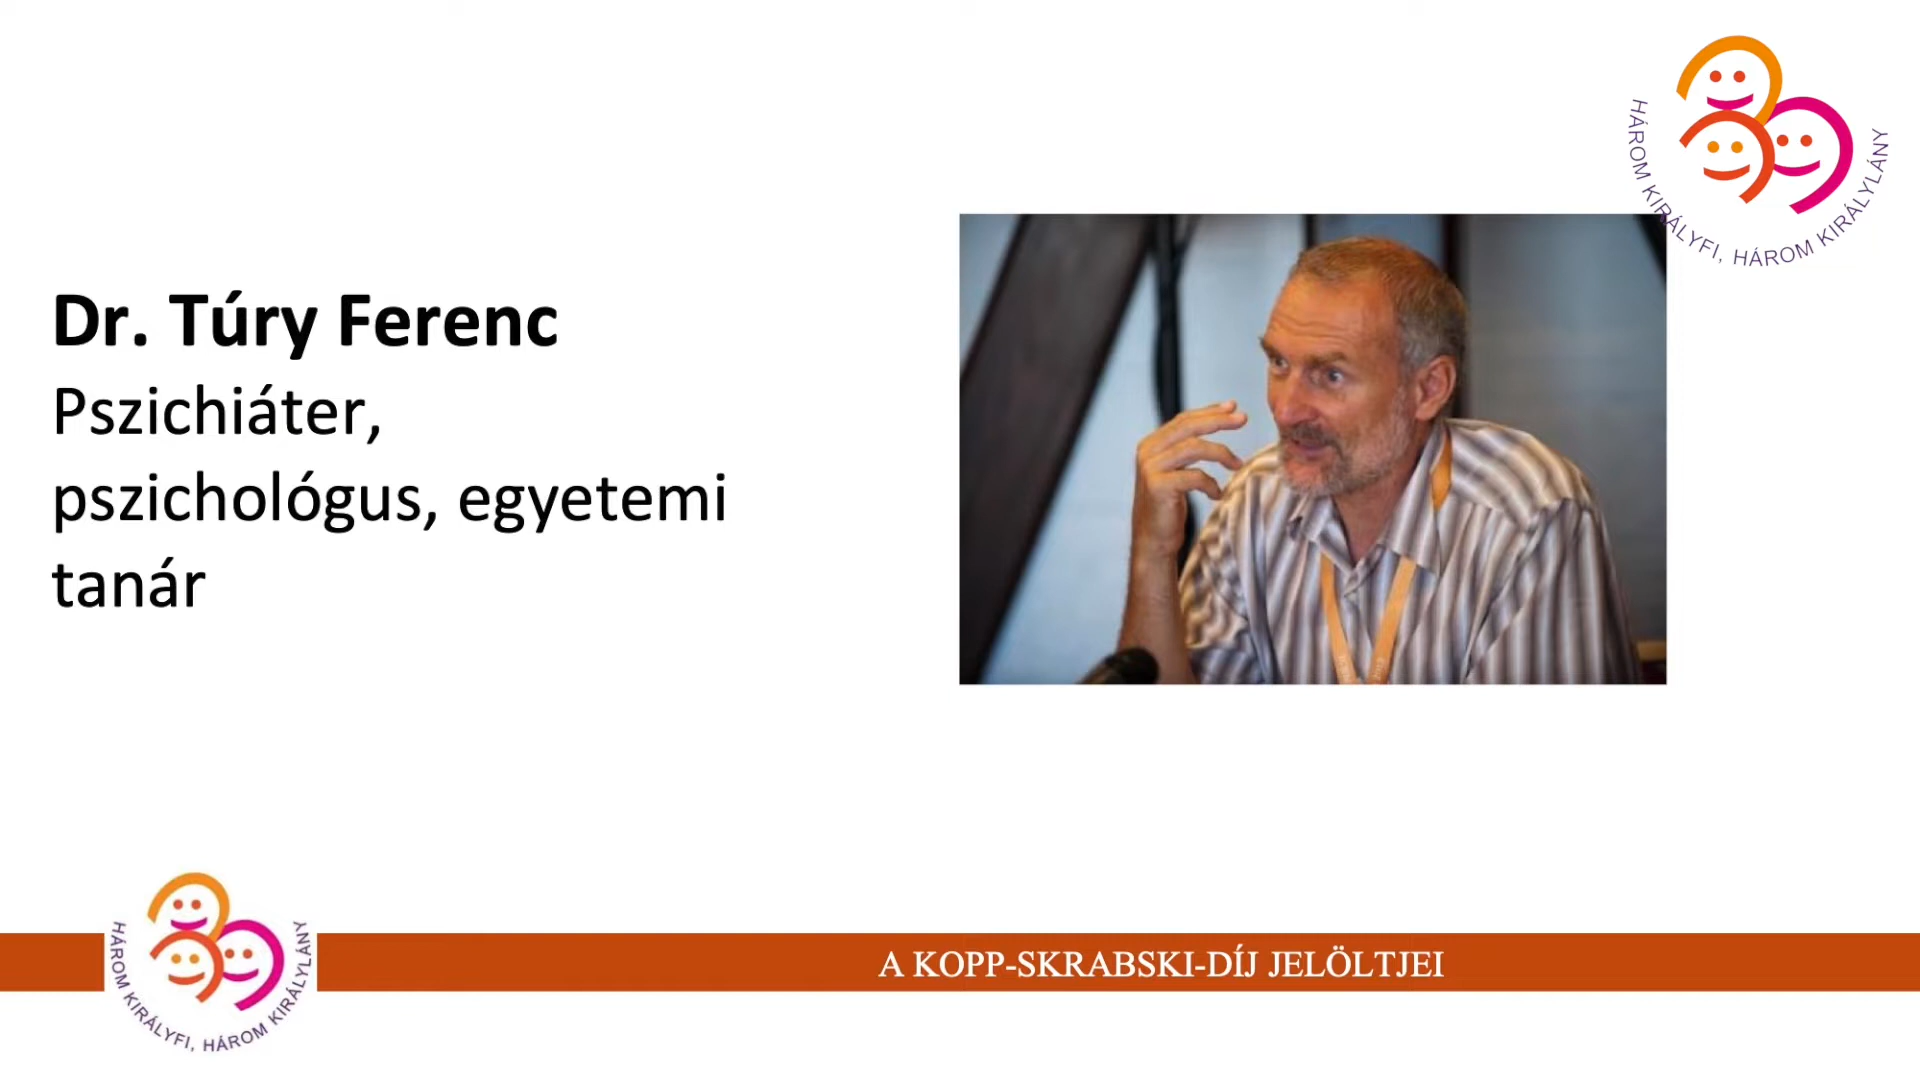 HÁROM KIRÁLYFI, HÁROM KIRÁLYLÁNY
Dr. Túry Ferenc
Pszichiáter,
pszichológus, egyetemi
tanár
HÁROM KIRÁLYFI, HÁROM KIRÁLYLÁNY
A KOPP-SKRABSKI-DÍJ JELÖLTJEI